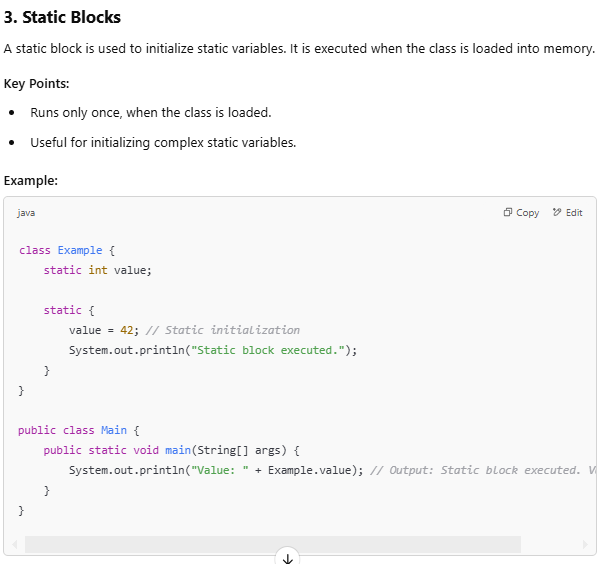 3. Static Blocks
A static block is used to initialize static variables. It is executed when the class is loaded into memory.
Key Points:
• Runs only once, when the class is loaded.
• Useful for initializing complex static variables.
Example:
java Copy Edit
class Example {
    static int value;
    static {
        value = 42; // Static initialization
        System.out.println("Static block executed.");
    }
}
public class Main {
    public static void main(String[] args) {
        System.out.println("Value: " + Example.value); // Output: Static block executed.
    }
}